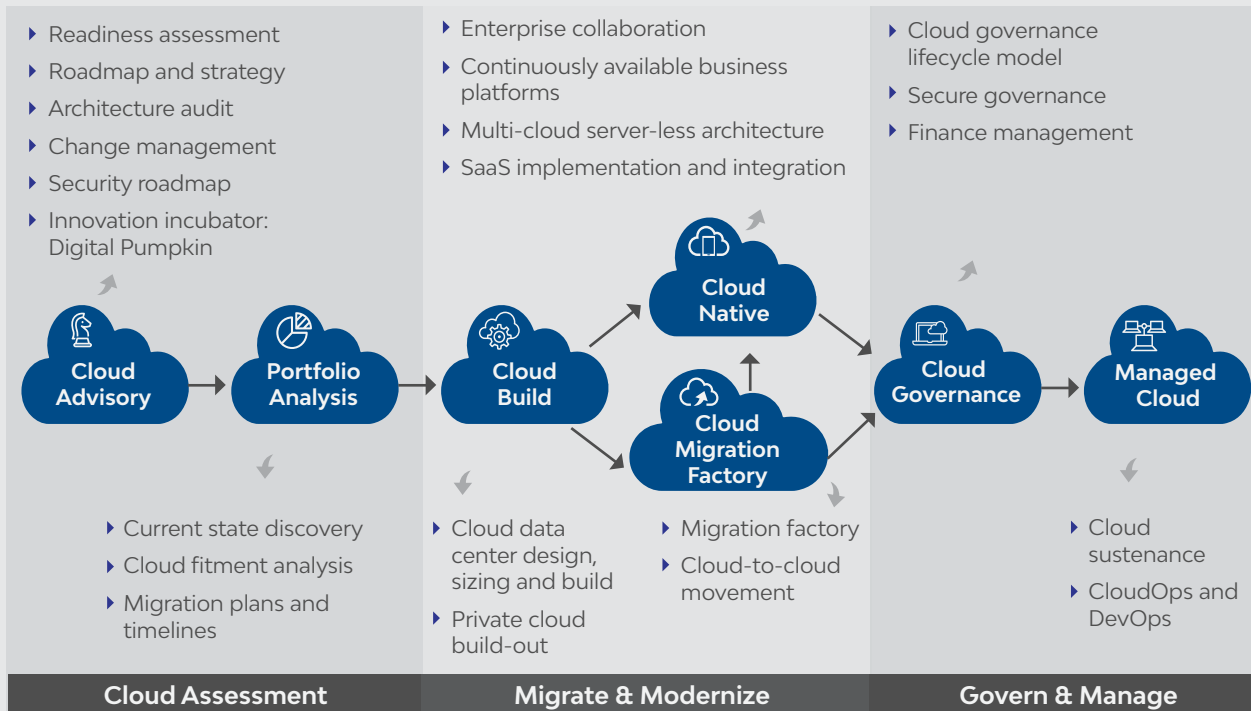 Readiness assessment
Roadmap and strategy
Architecture audit
Change management
Security roadmap
Innovation incubator:
Digital Pumpkin
Enterprise collaboration
Continuously available business
platforms
Multi-cloud server-less architecture
SaaS implementation and integration
Cloud governance
lifecycle model
Secure governance
Finance management
Cloud
Advisory
Portfolio
Analysis
Cloud
Build
Cloud
Native
Cloud
Migration
Factory
Cloud
Governance
Managed
Cloud
Current state discovery
Cloud fitment analysis
Migration plans and
timelines
Cloud data
center design,
sizing and build
Private cloud
build-out
Migration factory
Cloud-to-cloud
movement
Cloud
sustenance
CloudOps and
DevOps
Cloud Assessment
Migrate & Modernize
Govern & Manage